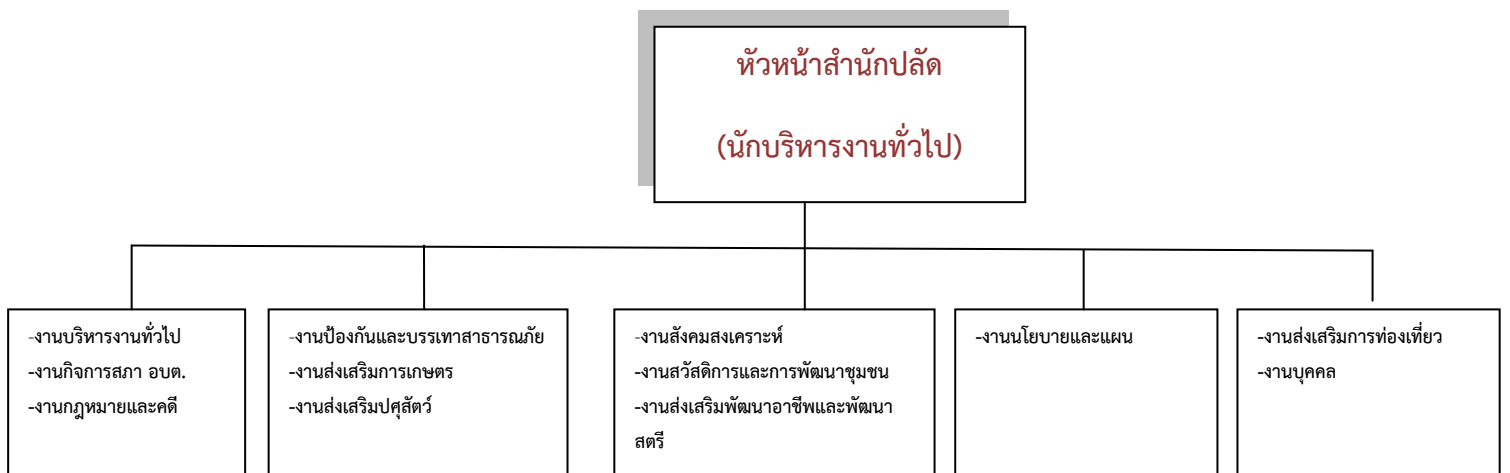 หัวหน้าสำนักปลัด
(นักบริหารงานทั่วไป)
-งานบริหารงานทั่วไป
-งานกิจการสภา อบต.
-งานกฎหมายและคดี
-งานป้องกันและบรรเทาสาธารณภัย
-งานส่งเสริมการเกษตร
-งานส่งเสริมปศุสัตว์
-งานสังคมสงเคราะห์
-งานสวัสดิการและการพัฒนาชุมชน
-งานส่งเสริมพัฒนาอาชีพและพัฒนา
สตรี
-งานนโยบายและแผน
-งานส่งเสริมการท่องเที่ยว
-งานบุคคล